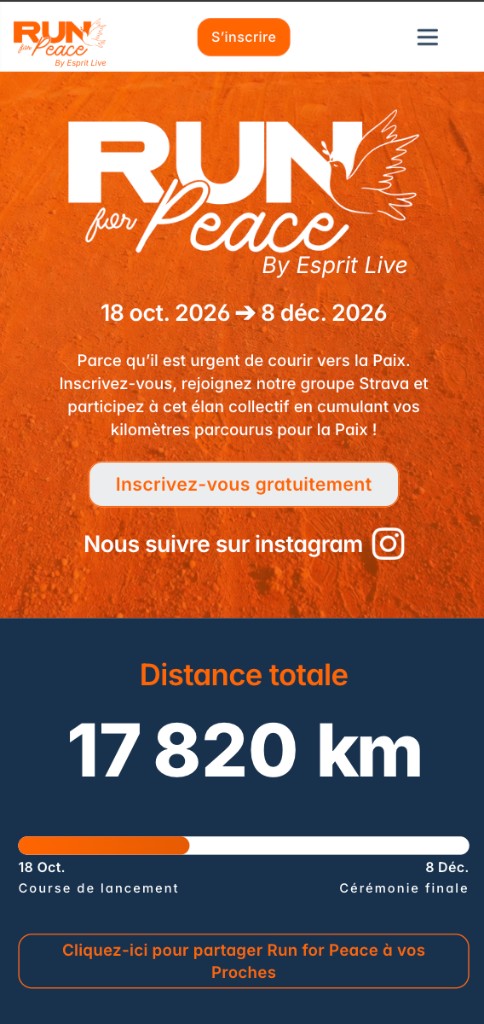 RUN
for Peace
By Esprit Live
S’inscrire
RUN
for Peace
By Esprit Live
18 oct. 2026 ➔ 8 déc. 2026
Parce qu’il est urgent de courir vers la Paix.
Inscrivez-vous, rejoignez notre groupe Strava et
participez à cet élan collectif en cumulant vos
kilomètres parcourus pour la Paix !
Inscrivez-vous gratuitement
Nous suivre sur instagram
Distance totale
17 820 km
18 Oct.
8 Déc.
Course de lancement
Cérémonie finale
Cliquez-ici pour partager Run for Peace à vos
Proches